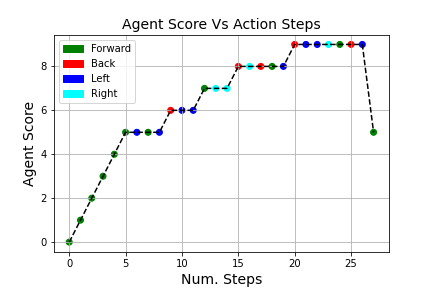 Agent Score Vs Action Steps
Forward
Back
Left
Right
8
6
4
2
0
Agent Score
0 5 10 15 20 25
Num. Steps